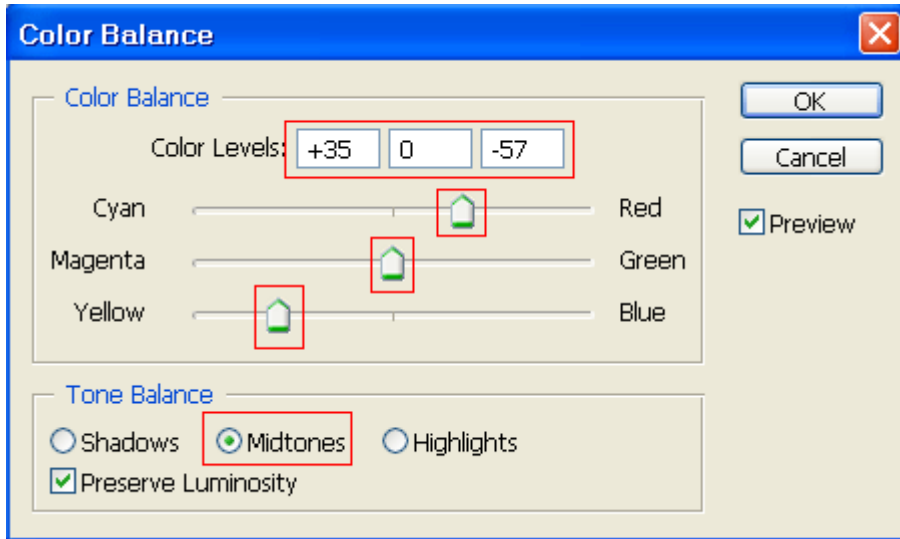 Color Balance
Color Balance
Color Levels: +35 0 -57
Cyan Red
Magenta Green
Yellow Blue
Tone Balance
Shadows Midtones Highlights
Preserve Luminosity
OK
Cancel
Preview